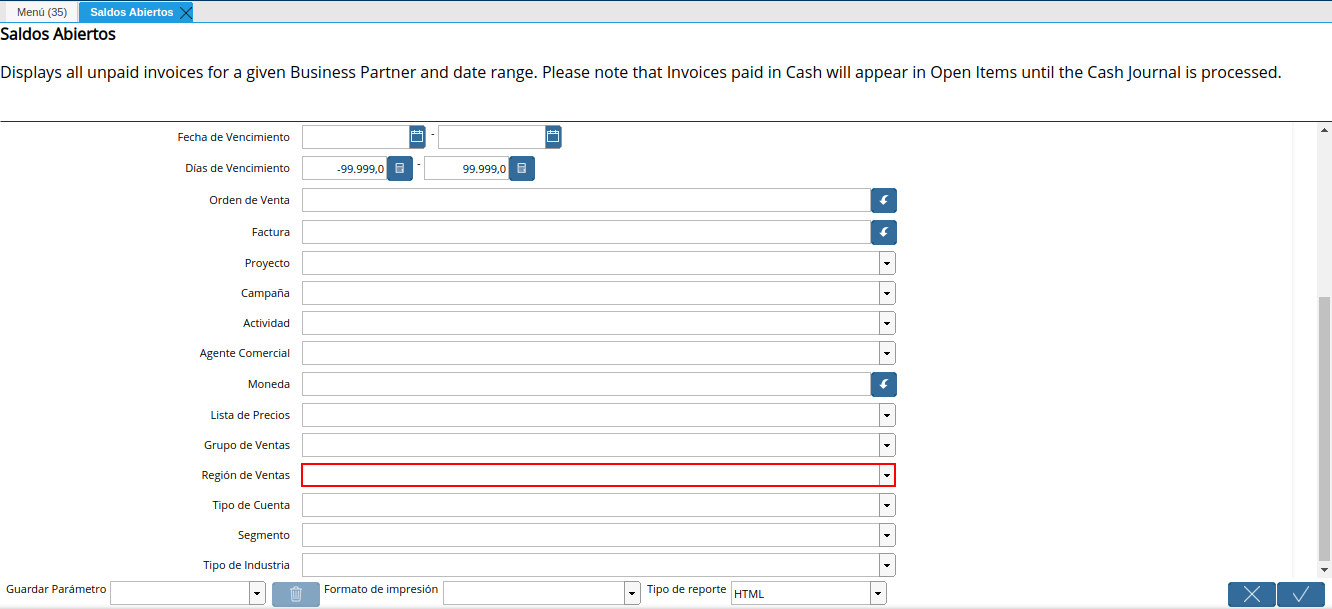 Menú (35)
Saldos Abiertos
Saldos Abiertos
Displays all unpaid invoices for a given Business Partner and date range. Please note that Invoices paid in Cash will appear in Open Items until the Cash Journal is processed.
Fecha de Vencimiento -
Días de Vencimiento -99.999,0 - 99.999,0
Orden de Venta
Factura
Proyecto
Campaña
Actividad
Agente Comercial
Moneda
Lista de Precios
Grupo de Ventas
Región de Ventas
Tipo de Cuenta
Segmento
Tipo de Industria
Guardar Parámetro Formato de impresión Tipo de reporte HTML